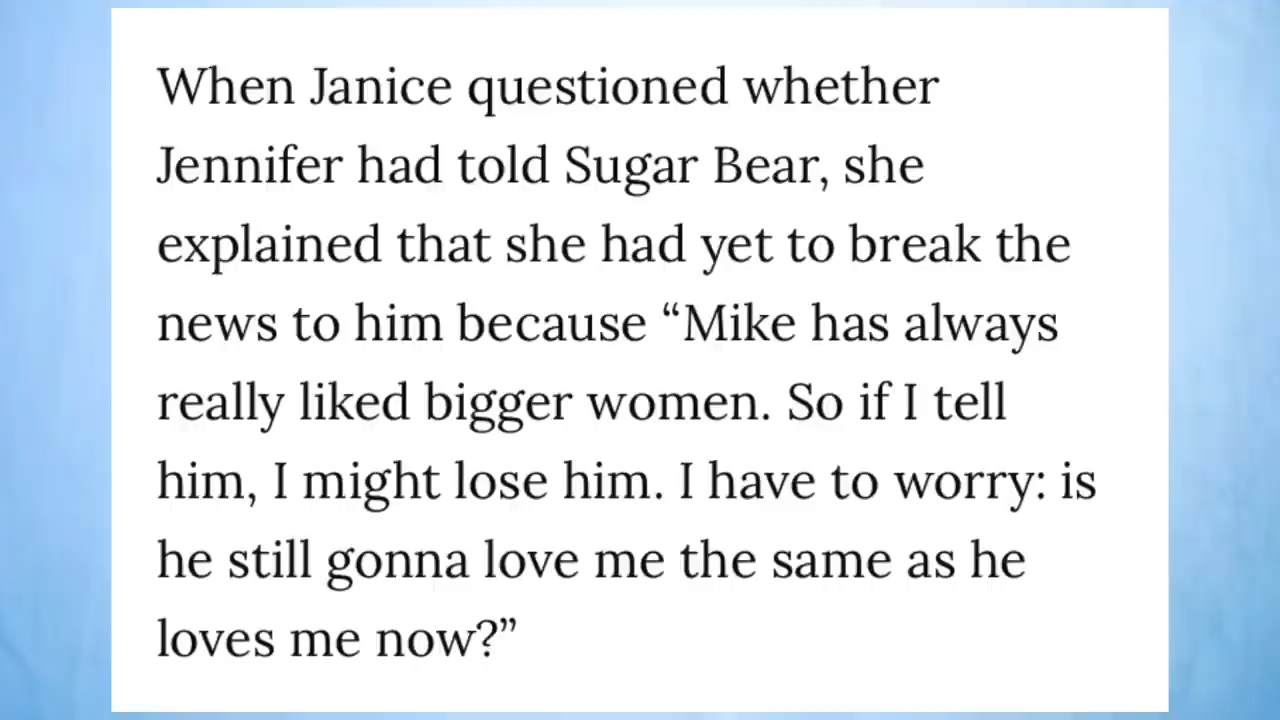 When Janice questioned whether
Jennifer had told Sugar Bear, she
explained that she had yet to break the
news to him because “Mike has always
really liked bigger women. So if I tell
him, I might lose him. I have to worry: is
he still gonna love me the same as he
loves me now?”